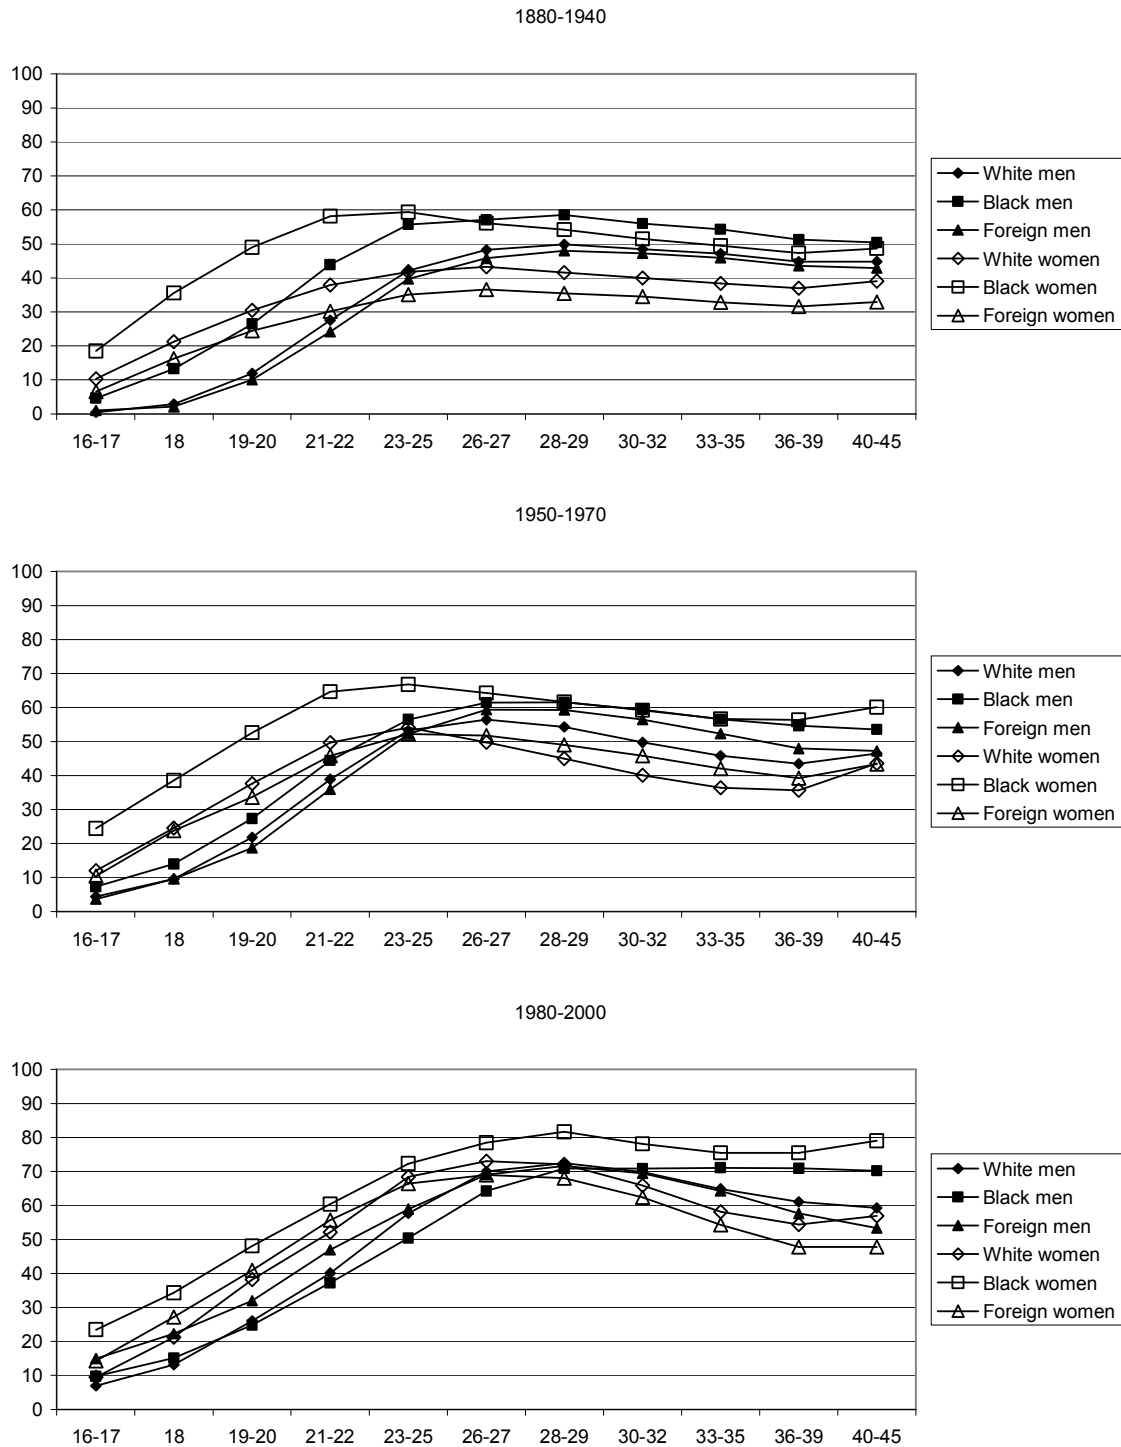 1880-1940
100
90
80
70
60
50
40
30
20
10
0
16-17 18 19-20 21-22 23-25 26-27 28-29 30-32 33-35 36-39 40-45
White men
Black men
Foreign men
White women
Black women
Foreign women
1950-1970
100
90
80
70
60
50
40
30
20
10
0
16-17 18 19-20 21-22 23-25 26-27 28-29 30-32 33-35 36-39 40-45
White men
Black men
Foreign men
White women
Black women
Foreign women
1980-2000
100
90
80
70
60
50
40
30
20
10
0
16-17 18 19-20 21-22 23-25 26-27 28-29 30-32 33-35 36-39 40-45
White men
Black men
Foreign men
White women
Black women
Foreign women